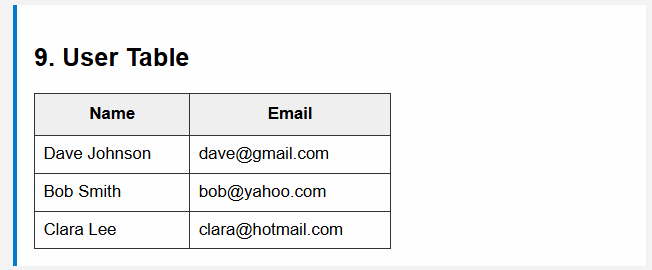 9. User Table
Name Email
Dave Johnson dave@gmail.com
Bob Smith bob@yahoo.com
Clara Lee clara@hotmail.com